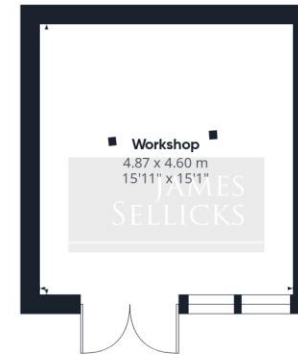 Workshop
4.87 x 4.60 m
15'11" x 15'1"
JAMES
SELLICKS